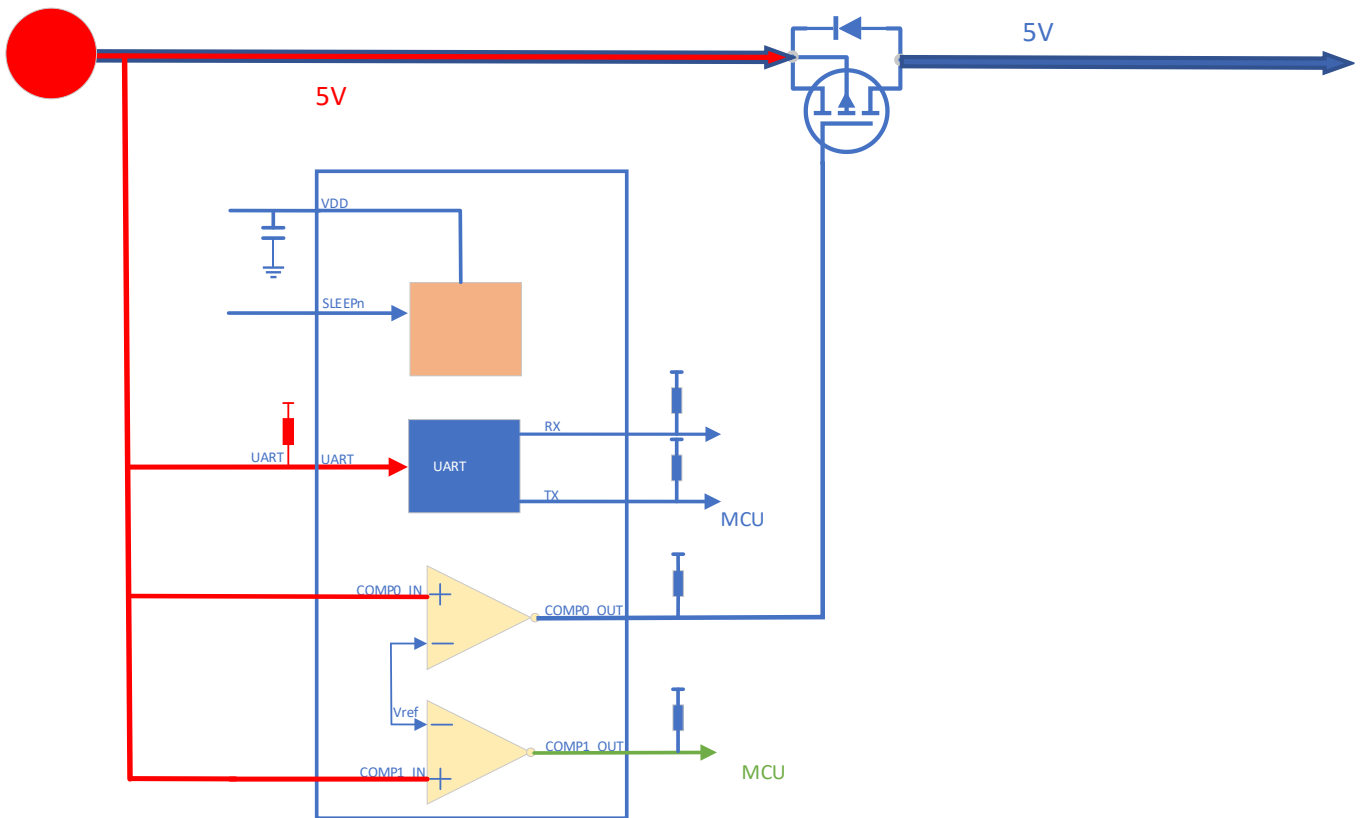 5V
5V
VDD
SLEEPn
RX
UART
UART
UART
TX
MCU
COMP0_IN
COMP0_OUT
Vref
COMP1_OUT
COMP1_IN
MCU